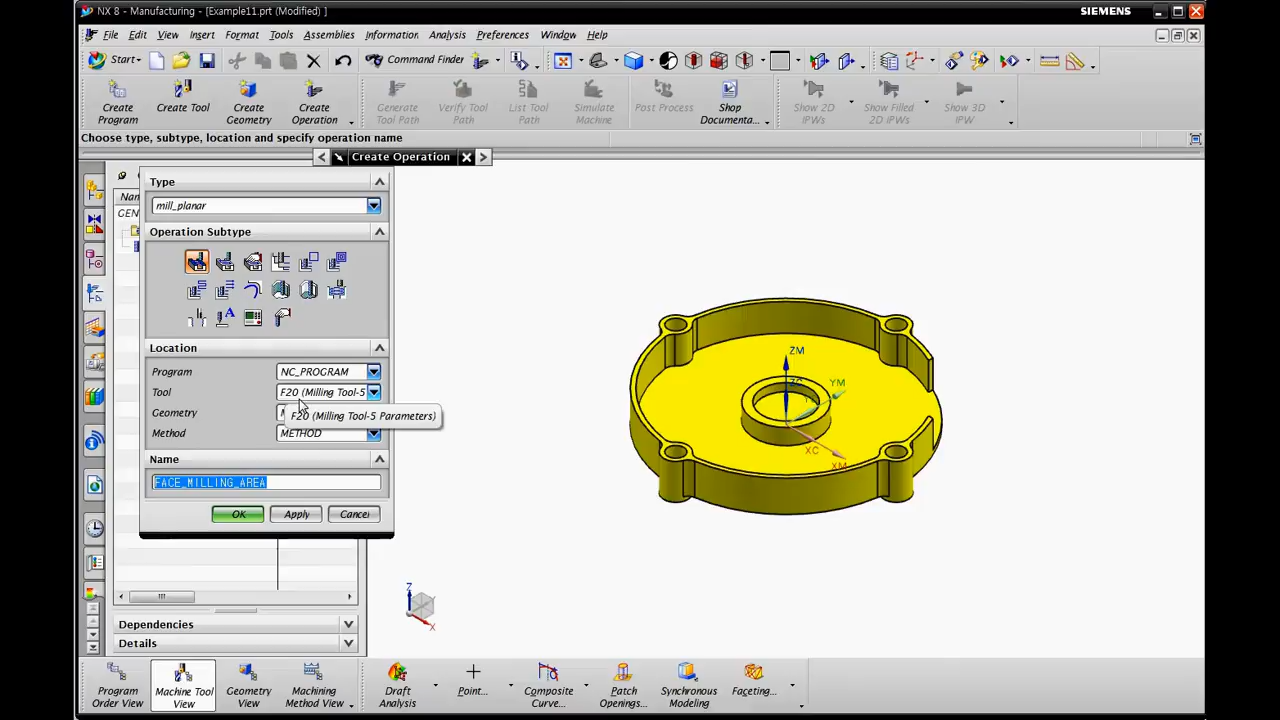 NX 8 - Manufacturing - [Example11.prt (Modified) ]
SIEMENS
File Edit View Insert Format Tools Assemblies Information Analysis Preferences Window Help
Start Command Finder
Create Program
Create Tool
Create Geometry
Create Operation
Generate Tool Path
Verify Tool Path
List Tool Path
Simulate Machine
Post Process
Shop Documenta...
Show 2D IPWs
Show Filled 2D IPWs
Show 3D IPW
Choose type, subtype, location and specify operation name
Create Operation
Type
mill_planar
Operation Subtype
Location
Program NC_PROGRAM
Tool F20 (Milling Tool-5
Geometry
F20 (Milling Tool-5 Parameters)
Method METHOD
Name
FACE_MILLING_AREA
OK Apply Cancel
Nam
GEN
ZM
YM
ZC
XC
XM
Z
X
Dependencies
Details
Program Order View
Machine Tool View
Geometry View
Machining Method View
Draft Analysis
Point...
Composite Curve...
Patch Openings...
Synchronous Modeling
Faceting...